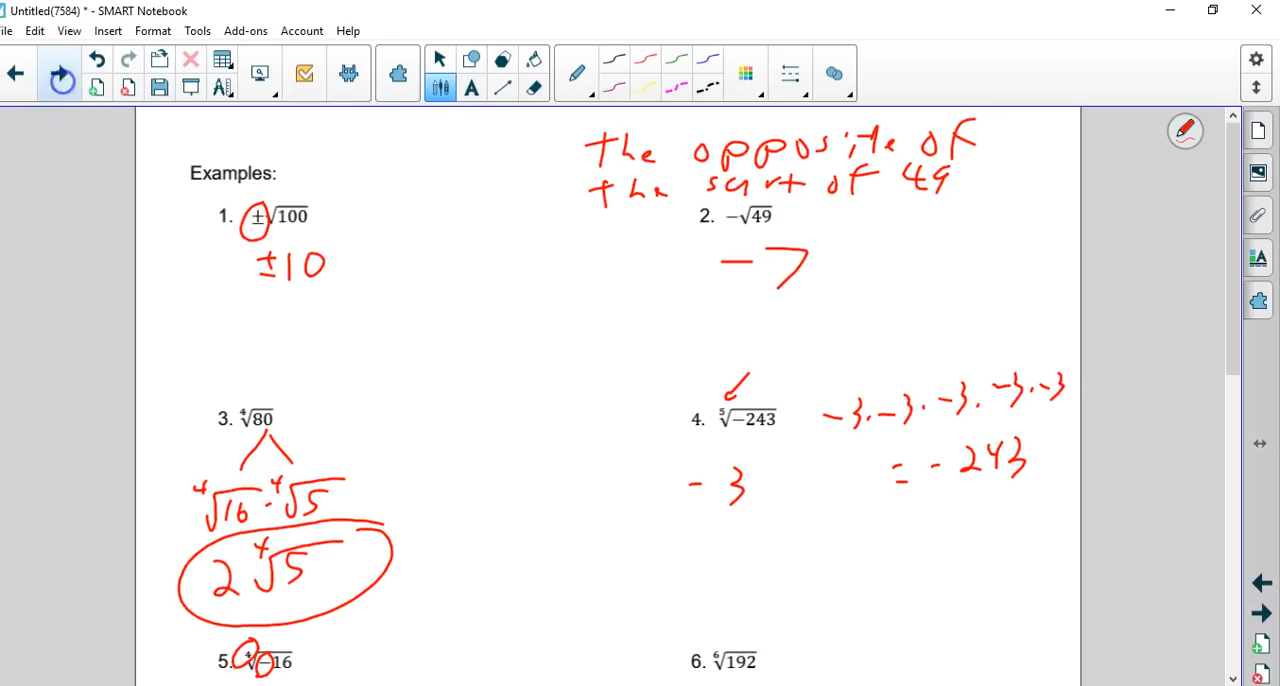 Untitled(7584) * - SMART Notebook
ile Edit View Insert Format Tools Add-ons Account Help
the opposite of
the sqrt of 49
Examples:
1. ±√100
2. −√49
±10
−7
3. ⁴√80
4. ⁵√−243
-3·-3·-3·-3·-3
= -243
-3
⁴√16 · ⁴√5
2 ⁴√5
5. ⁴√−16
6. ⁶√192